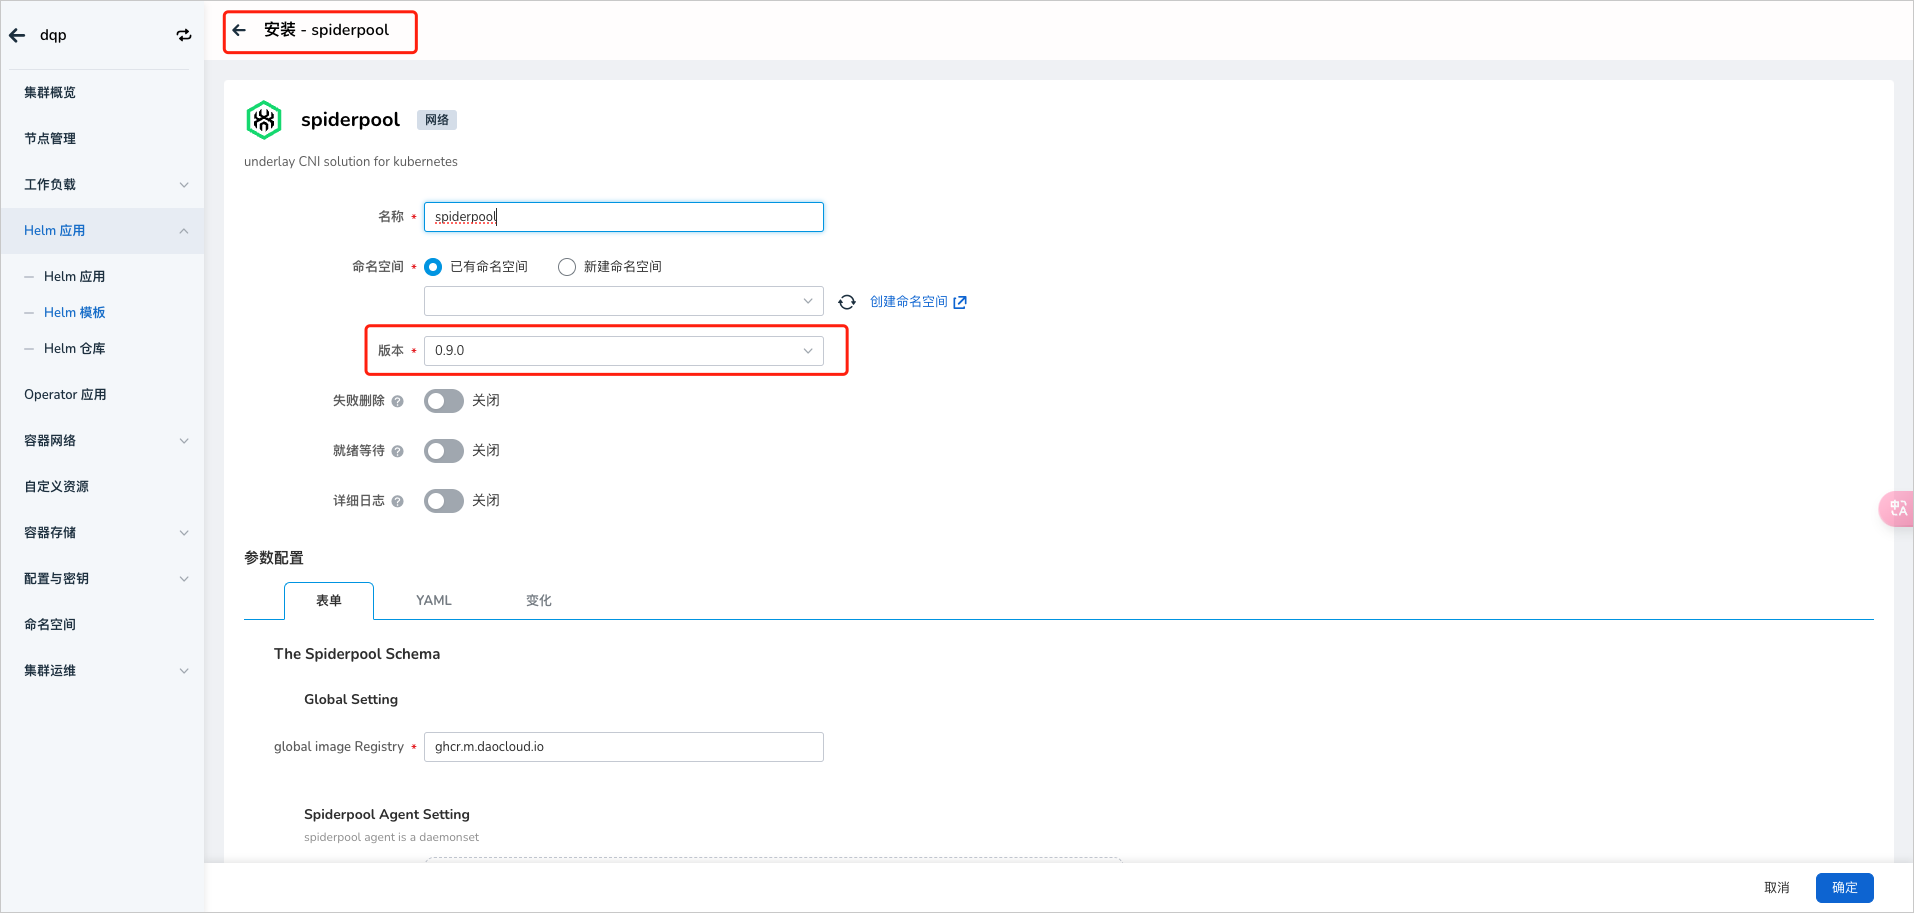 dqp
集群概览
节点管理
工作负载
Helm 应用
Helm 应用
Helm 模板
Helm 仓库
Operator 应用
容器网络
自定义资源
容器存储
配置与密钥
命名空间
集群运维
安装 - spiderpool
spiderpool 网络
underlay CNI solution for kubernetes
名称 * spiderpool
命名空间 * 已有命名空间 新建命名空间
创建命名空间
版本 * 0.9.0
失败删除 ? 关闭
就绪等待 ? 关闭
详细日志 ? 关闭
参数配置
表单 YAML 变化
The Spiderpool Schema
Global Setting
global image Registry * ghcr.m.daocloud.io
Spiderpool Agent Setting
spiderpool agent is a daemonset
取消 确定
中A